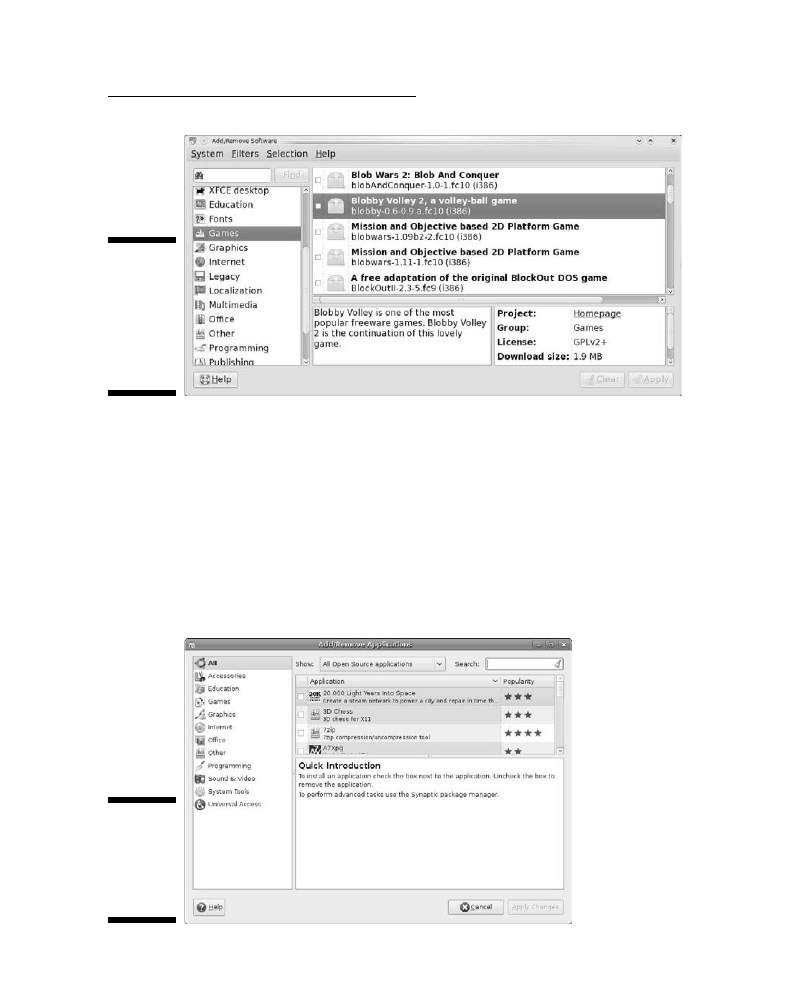 Add/Remove Software
System Filters Selection Help
Find
XFCE desktop
Education
Fonts
Games
Graphics
Internet
Legacy
Localization
Multimedia
Office
Other
Programming
Publishing
Blob Wars 2: Blob And Conquer
blobAndConquer-1.0-1.fc10 (i386)
Blobby Volley 2, a volley-ball game
blobby-0.6-0.9.a.fc10 (i386)
Mission and Objective based 2D Platform Game
blobwars-1.09b2-2.fc10 (i386)
Mission and Objective based 2D Platform Game
blobwars-1.11-1.fc10 (i386)
A free adaptation of the original BlockOut DOS game
BlockOutII-2.3-5.fc9 (i386)
Blobby Volley is one of the most
popular freeware games. Blobby Volley
2 is the continuation of this lovely
game.
Project: Homepage
Group: Games
License: GPLv2+
Download size: 1.9 MB
Help
Clear Apply
Add/Remove Applications
All
Accessories
Education
Games
Graphics
Internet
Office
Other
Programming
Sound & Video
System Tools
Universal Access
Show: All Open Source applications Search:
Application Popularity
20,000 Light Years Into Space
Create a steam network to power a city and repair in time th...
3D Chess
3D chess for X11
7zip
7zip compression/uncompression tool
A7Xpg
Quick Introduction
To install an application check the box next to the application. Uncheck the box to
remove the application.
To perform advanced tasks use the Synaptic package manager.
Help
Cancel Apply Changes